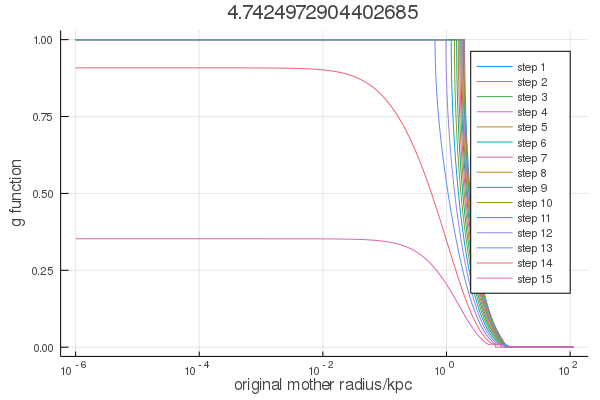 4.7424972904402685
1.00
0.75
0.50
0.25
0.00
g function
10⁻⁶
10⁻⁴
10⁻²
10⁰
10²
original mother radius/kpc
step 1
step 2
step 3
step 4
step 5
step 6
step 7
step 8
step 9
step 10
step 11
step 12
step 13
step 14
step 15